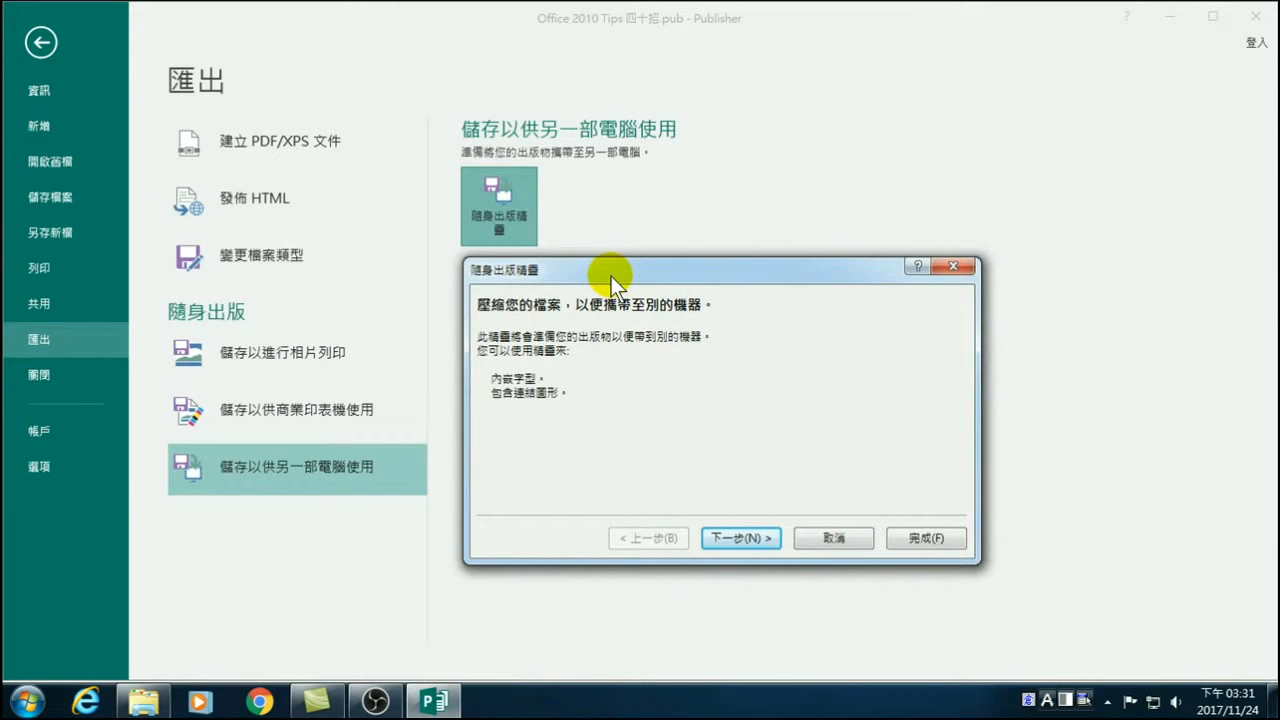 Office 2010 Tips 四十招.pub - Publisher
?
登入
資訊
新增
開啟舊檔
儲存檔案
另存新檔
列印
共用
匯出
關閉
帳戶
選項
匯出
建立 PDF/XPS 文件
發佈 HTML
變更檔案類型
隨身出版
儲存以進行相片列印
儲存以供商業印表機使用
儲存以供另一部電腦使用
儲存以供另一部電腦使用
準備將您的出版物攜帶至另一部電腦。
隨身出版精
靈
隨身出版精靈
?
壓縮您的檔案，以便攜帶至別的機器。
此精靈將會準備您的出版物以便帶到別的機器。
您可以使用精靈來:
內嵌字型。
包含連結圖形。
< 上一步(B)
下一步(N) >
取消
完成(F)
A
下午 03:31
2017/11/24